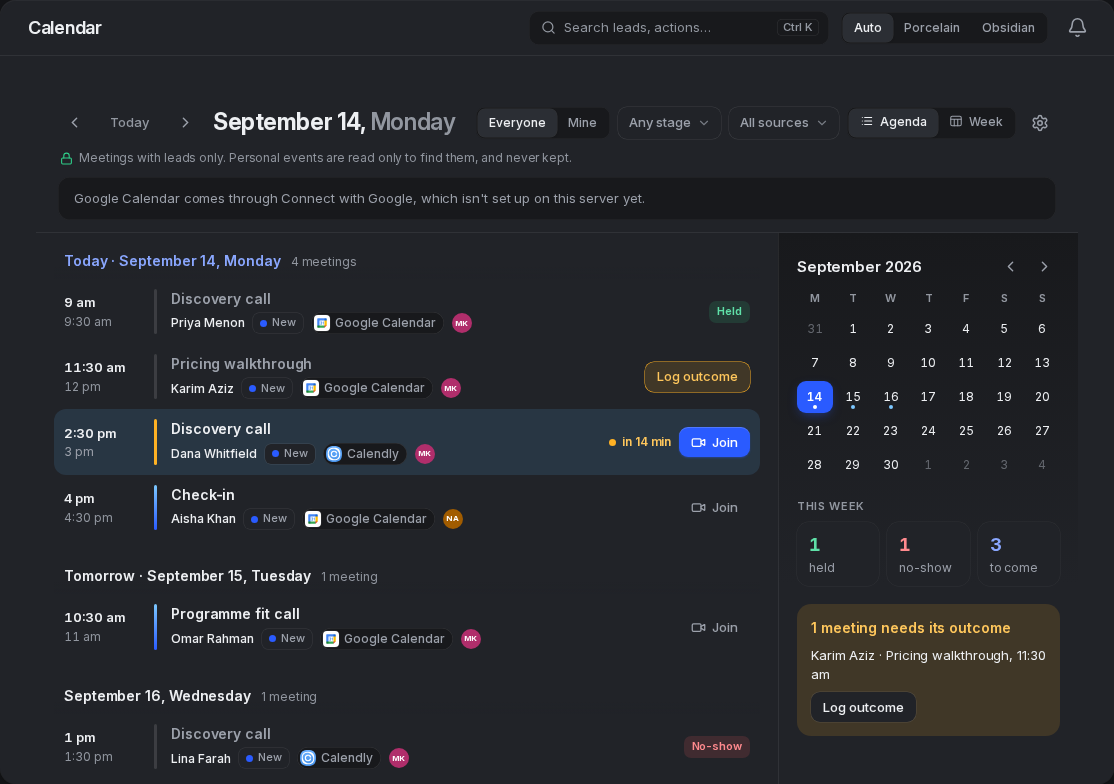 Calendar
Search leads, actions... Ctrl K
Auto Porcelain Obsidian
Today September 14, Monday Everyone Mine Any stage All sources Agenda Week
Meetings with leads only. Personal events are read only to find them, and never kept.
Google Calendar comes through Connect with Google, which isn't set up on this server yet.
Today · September 14, Monday 4 meetings
9 am Discovery call
9:30 am Priya Menon New Google Calendar MK Held
11:30 am Pricing walkthrough
12 pm Karim Aziz New Google Calendar MK Log outcome
2:30 pm Discovery call
3 pm Dana Whitfield New Calendly MK in 14 min Join
4 pm Check-in
4:30 pm Aisha Khan New Google Calendar NA Join
Tomorrow · September 15, Tuesday 1 meeting
10:30 am Programme fit call
11 am Omar Rahman New Google Calendar MK Join
September 16, Wednesday 1 meeting
1 pm Discovery call
1:30 pm Lina Farah New Calendly MK No-show
September 2026
M T W T F S S
31 1 2 3 4 5 6
7 8 9 10 11 12 13
14 15 16 17 18 19 20
21 22 23 24 25 26 27
28 29 30 1 2 3 4
THIS WEEK
1 1 3
held no-show to come
1 meeting needs its outcome
Karim Aziz · Pricing walkthrough, 11:30
am
Log outcome